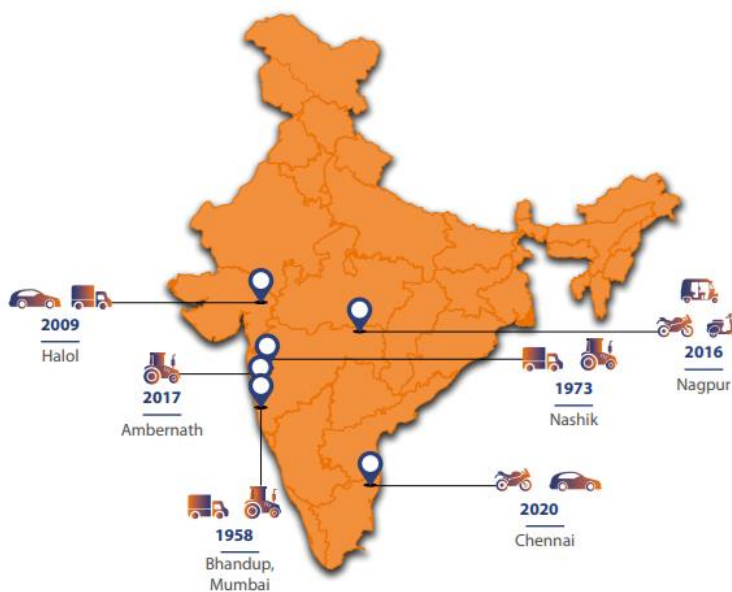 2009
Halol
2016
Nagpur
2017
Ambernath
1973
Nashik
2020
Chennai
1958
Bhandup,
Mumbai